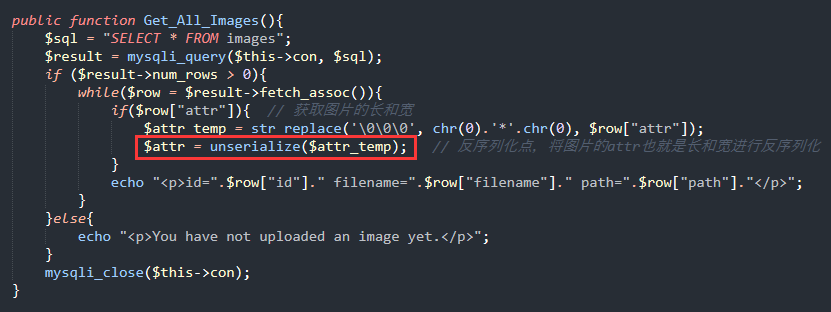 public function Get_All_Images(){
    $sql = "SELECT * FROM images";
    $result = mysqli_query($this->con, $sql);
    if ($result->num_rows > 0){
        while($row = $result->fetch_assoc()){
            if($row["attr"]){  // 获取图片的长和宽
                $attr_temp = str_replace('\0\0\0', chr(0).'*'.chr(0), $row["attr"]);
                $attr = unserialize($attr_temp);  // 反序列化点, 将图片的attr也就是长和宽进行反序列化
            }
            echo "<p>id=".$row["id"]." filename=".$row["filename"]." path=".$row["path"]."</p>";
        }
    }else{
        echo "<p>You have not uploaded an image yet.</p>";
    }
    mysqli_close($this->con);
}